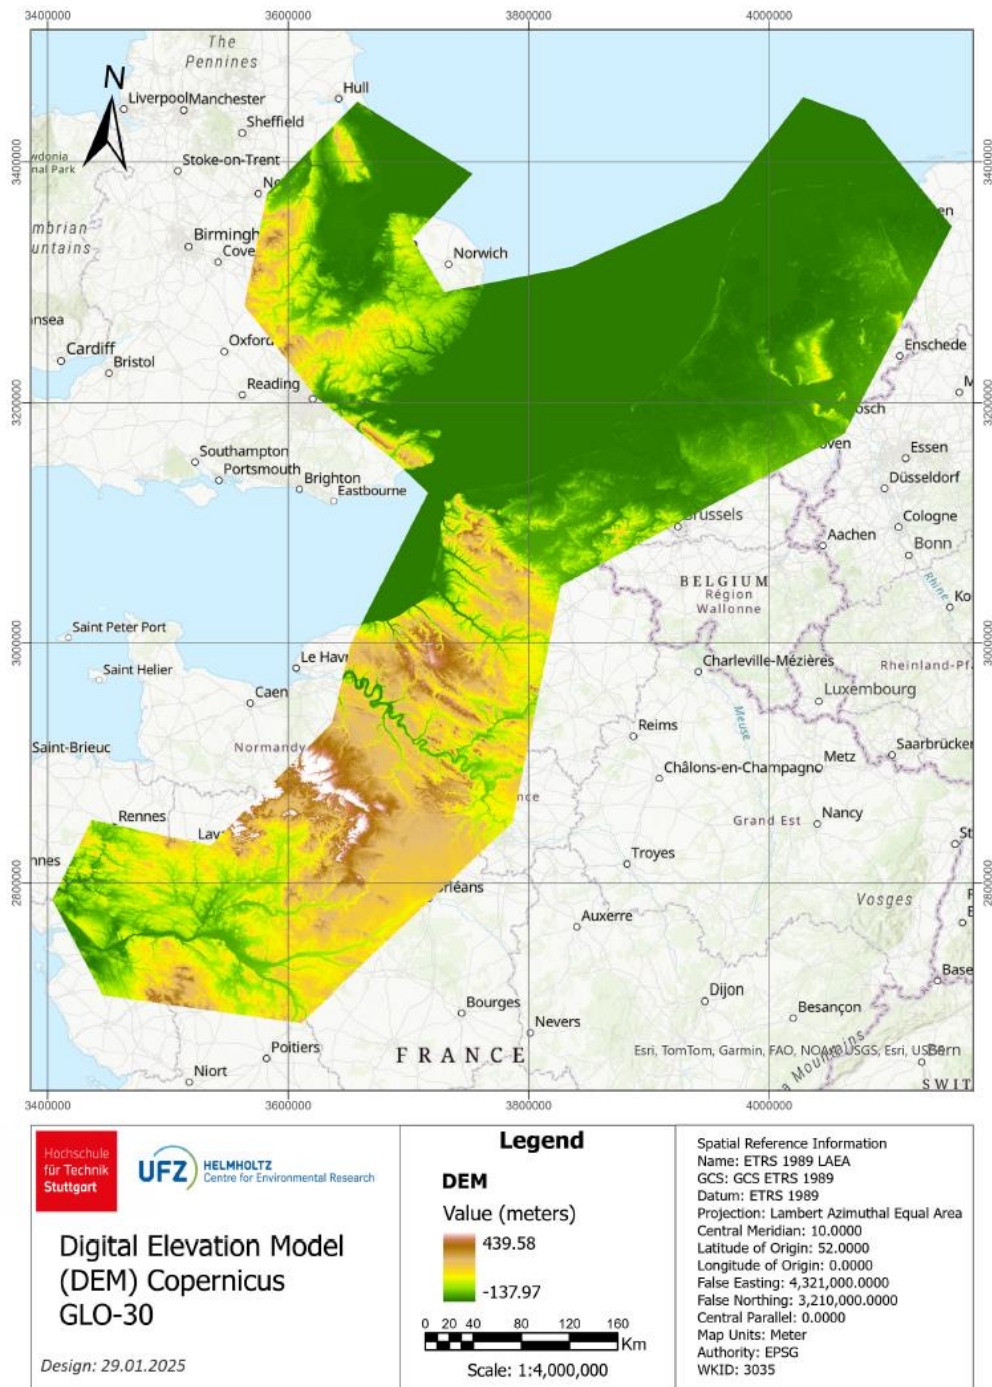 3400000 3600000 3800000 4000000
The
Pennines
N
Hull
Liverpool Manchester
Sheffield
3400000 3400000
Stoke-on-Trent
Norwich
Oxford
Cardiff
Bristol
Enschede
Reading
3200000 3200000
Southampton
Portsmouth
Brighton
Eastbourne
Essen
Düsseldorf
Cologne
Aachen
Bonn
BELGIUM
Région
Wallonne
Rhine
Saint Peter Port
3000000 3000000
Saint Helier
Charleville-Mézières
Caen
Luxembourg
Meuse
Reims
Saint-Brieuc
Normandy
Metz
Châlons-en-Champagne
Nancy
Rennes
Grand Est
Troyes
2800000 2800000
Vosges
Auxerre
Dijon
Bourges
Besançon
Nevers
FRANCE
Poitiers
Niort
Esri, TomTom, Garmin, FAO, NOAA, USGS, Esri, USGS
Bern
3400000 3600000 3800000 4000000
Hochschule
für Technik
Stuttgart
UFZ HELMHOLTZ
Centre for Environmental Research
Digital Elevation Model
(DEM) Copernicus
GLO-30
Design: 29.01.2025
Legend
DEM
Value (meters)
439.58
-137.97
0 20 40 80 120 160
Km
Scale: 1:4,000,000
Spatial Reference Information
Name: ETRS 1989 LAEA
GCS: GCS ETRS 1989
Datum: ETRS 1989
Projection: Lambert Azimuthal Equal Area
Central Meridian: 10.0000
Latitude of Origin: 52.0000
Longitude of Origin: 0.0000
False Easting: 4,321,000.0000
False Northing: 3,210,000.0000
Central Parallel: 0.0000
Map Units: Meter
Authority: EPSG
WKID: 3035